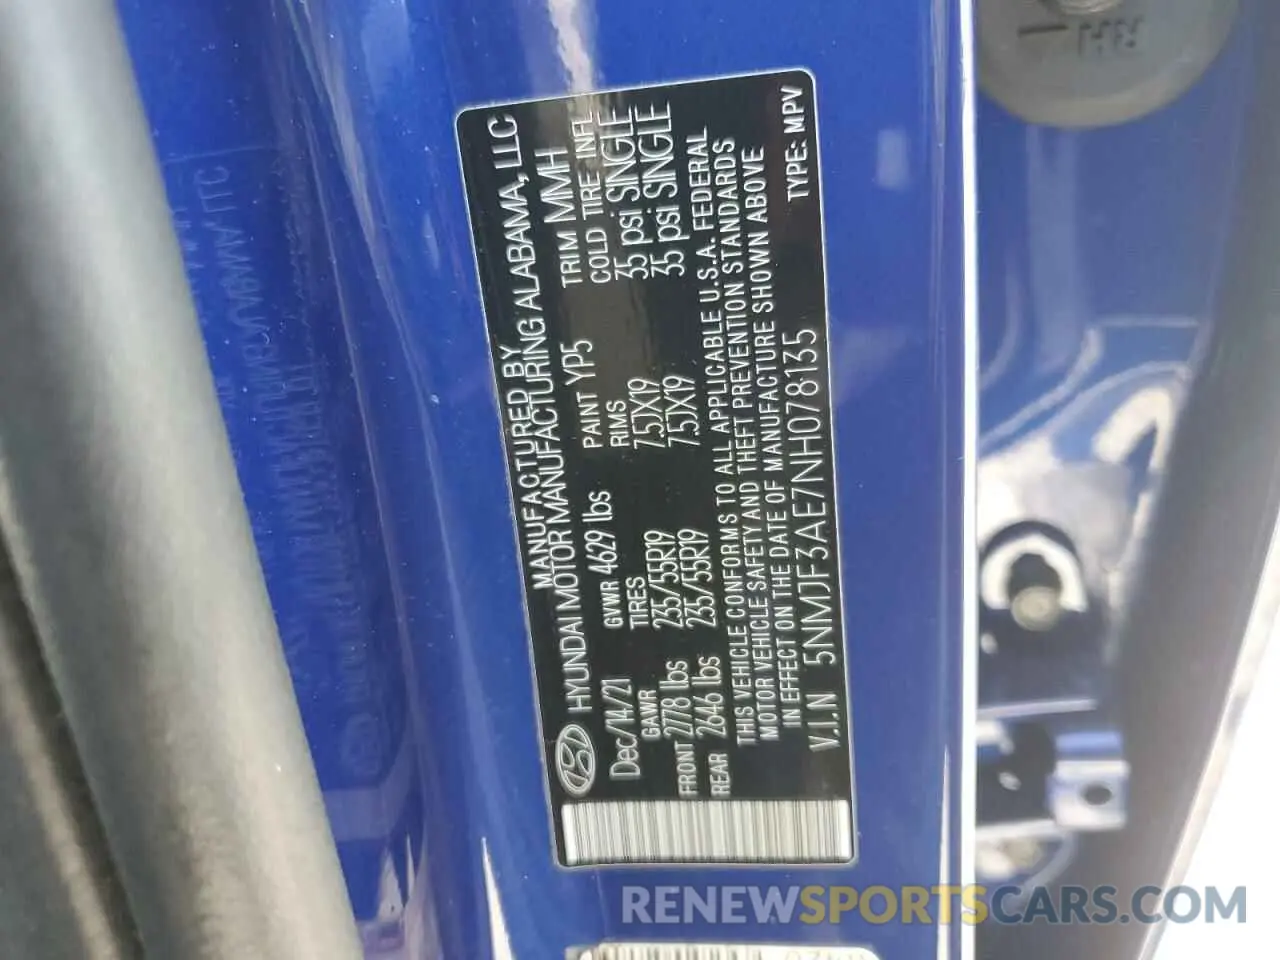 MANUFACTURED BY
HYUNDAI MOTOR MANUFACTURING ALABAMA, LLC
Dec/14/21 GVWR 4629 lbs PAINT YP5 TRIM MMH
GAWR TIRES RIMS COLD TIRE INFL
FRONT 2778 lbs 235/55R19 7.5JX19 35 psi SINGLE
REAR 2646 lbs 235/55R19 7.5JX19 35 psi SINGLE
THIS VEHICLE CONFORMS TO ALL APPLICABLE U.S.A. FEDERAL
MOTOR VEHICLE SAFETY AND THEFT PREVENTION STANDARDS
IN EFFECT ON THE DATE OF MANUFACTURE SHOWN ABOVE
V.I.N 5NMJF3AE7NH078135 TYPE: MPV
RH
RENEWSPORTSCARS.COM